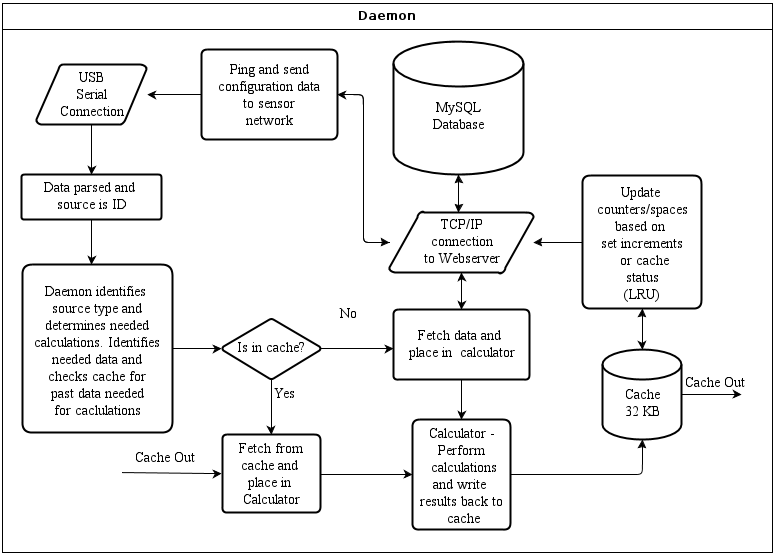 Daemon
USB
Serial
Connection
Ping and send
configuration data
to sensor
network
MySQL
Database
Data parsed and
source is ID
TCP/IP
connection
to Webserver
Update
counters/spaces
based on
set increments
or cache
status
(LRU)
Daemon identifies
source type and
determines needed
calculations. Identifies
needed data and
checks cache for
past data needed
for caclulations
Is in cache?
No
Yes
Fetch data and
place in calculator
Cache
32 KB
Cache Out
Cache Out
Fetch from
cache and
place in
Calculator
Calculator -
Perform
calculations
and write
results back to
cache